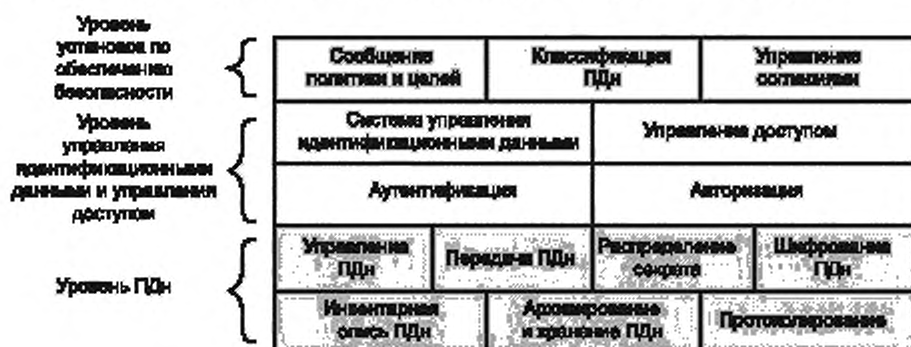 Уровень
установок по
обеспечению
безопасности
Сообщение
политики и целей
Классификация
ПДн
Управление
согласиями
Уровень
управления
идентификационными
данными и управления
доступом
Система управления
идентификационными данными
Управление доступом
Аутентификация
Авторизация
Уровень ПДн
Управление
ПДн
Передача ПДн
Распределение
секрета
Шифрование
ПДн
Инвентарная
опись ПДн
Архивирование
и хранение ПДн
Протоколирование